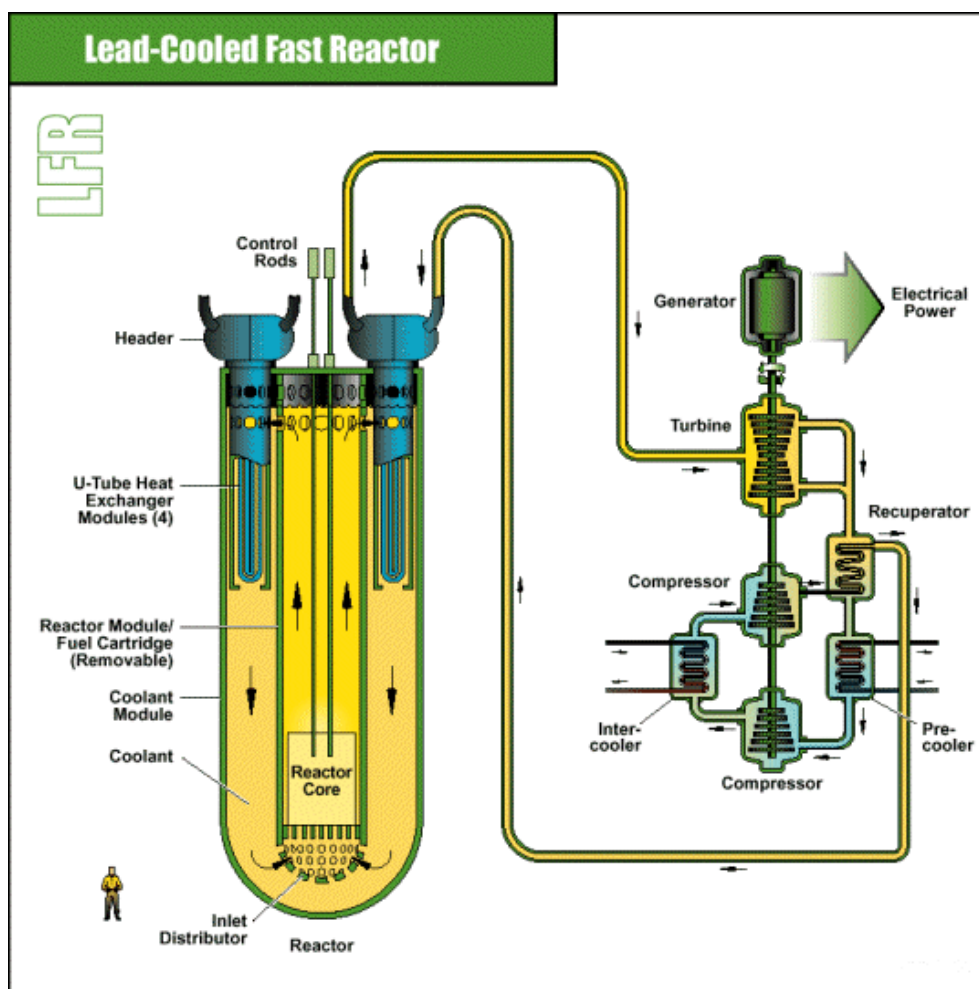 Lead-Cooled Fast Reactor
LFR
Control
Rods
Header
U-Tube Heat
Exchanger
Modules (4)
Reactor Module/
Fuel Cartridge
(Removable)
Coolant
Module
Coolant
Reactor
Core
Inlet
Distributor
Reactor
Generator
Electrical
Power
Turbine
Recuperator
Compressor
Inter-
cooler
Pre-
cooler
Compressor